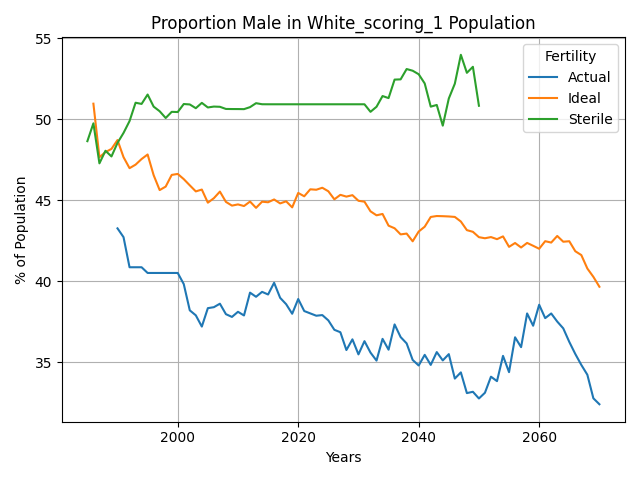 Proportion Male in White_scoring_1 Population
55
50
45
40
35
% of Population
2000
2020
2040
2060
Years
Fertility
Actual
Ideal
Sterile